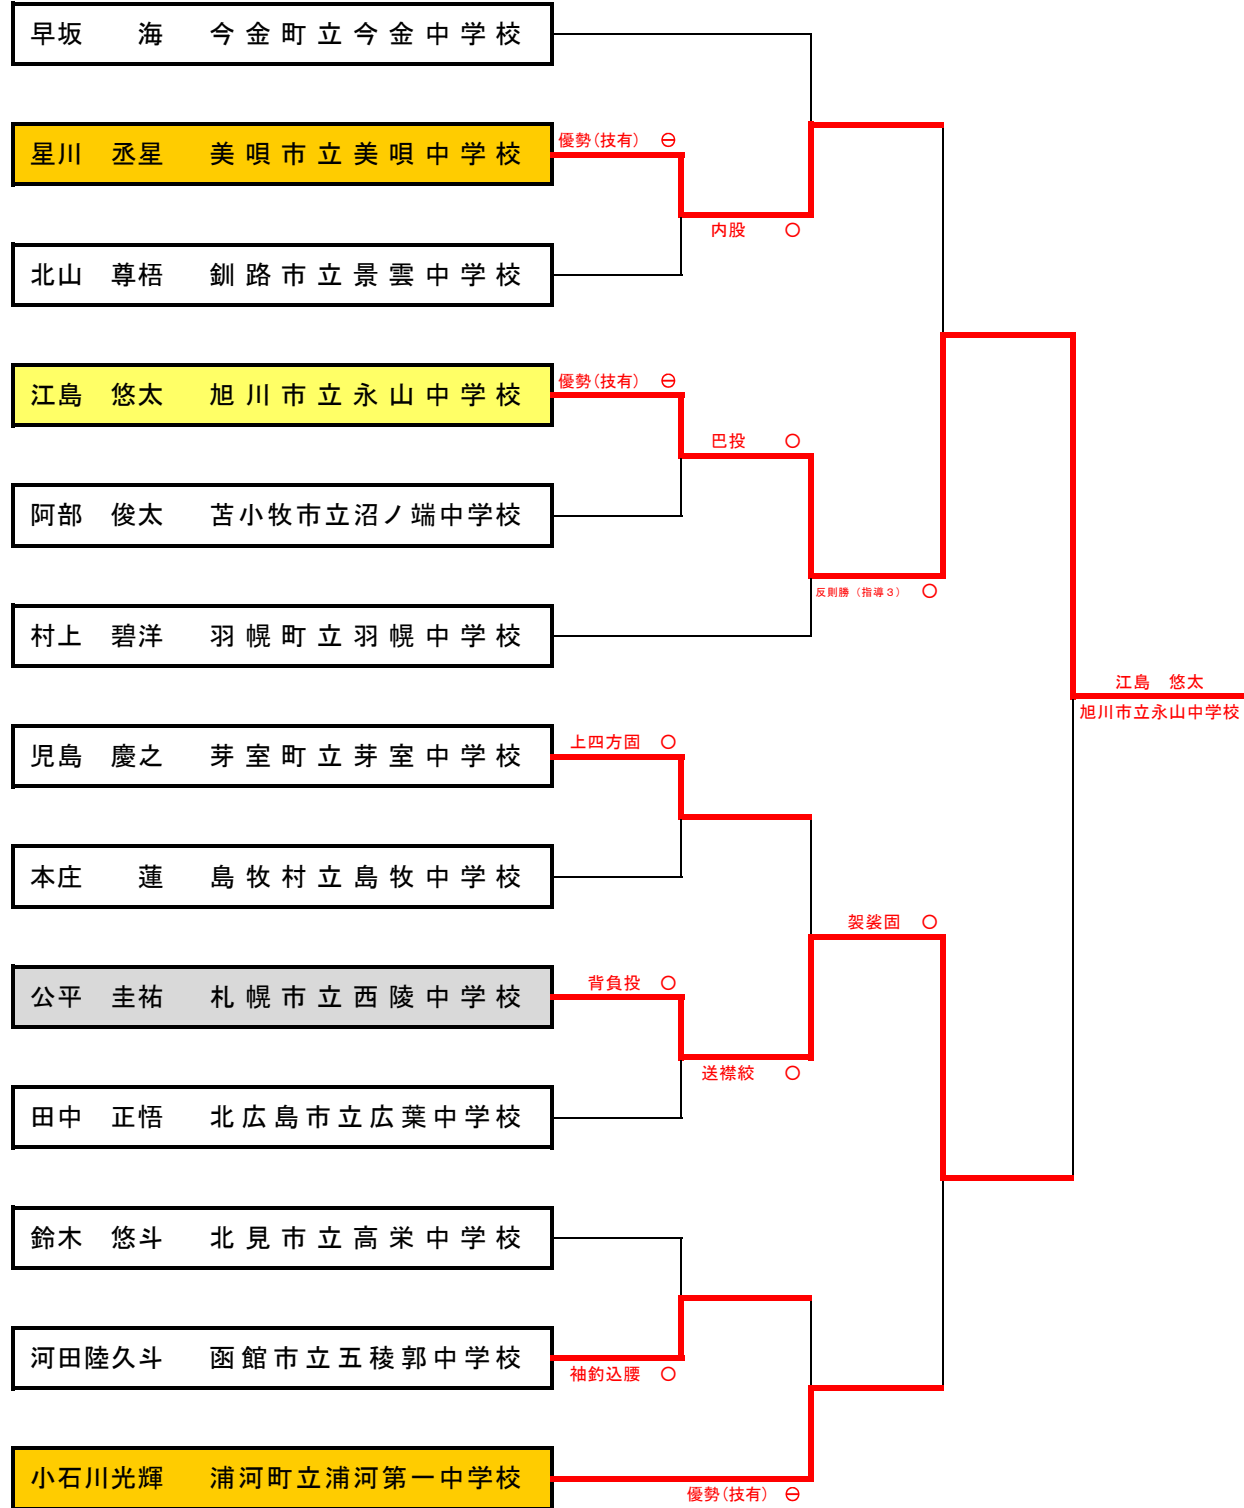 早坂　　海　今金町立今金中学校
優勢(技有)　⊖
星川　丞星　美唄市立美唄中学校
内股　○
北山　尊梧　釧路市立景雲中学校
優勢(技有)　⊖
江島　悠太　旭川市立永山中学校
巴投　○
阿部　俊太　苫小牧市立沼ノ端中学校
反則勝（指導３）　○
村上　碧洋　羽幌町立羽幌中学校
江島　悠太
旭川市立永山中学校
上四方固　○
児島　慶之　芽室町立芽室中学校
本庄　　蓮　島牧村立島牧中学校
袈裟固　○
背負投　○
公平　圭祐　札幌市立西陵中学校
送襟絞　○
田中　正悟　北広島市立広葉中学校
鈴木　悠斗　北見市立高栄中学校
河田陸久斗　函館市立五稜郭中学校
袖釣込腰　○
小石川光輝　浦河町立浦河第一中学校
優勢(技有)　⊖